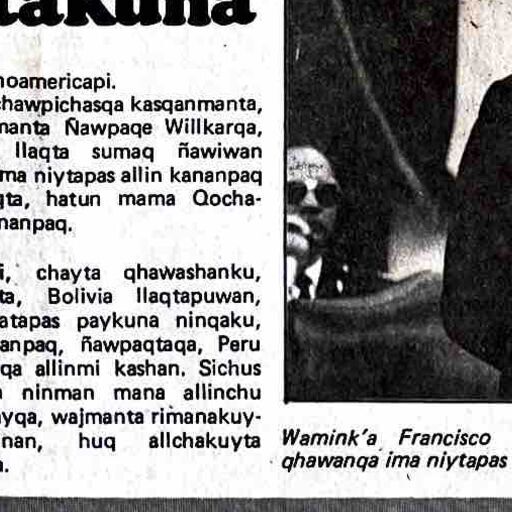 takuna
noamericapi.
chawpichasqa kasqanmanta,
manta Ñawpaqe Willkarqa,
llaqta sumaq ñawiwan
ma niytapas allin kananpaq
qta, hatun mama Qocha-
nanpaq.
i, chayta qhawashanku,
ta, Bolivia llaqtapuwan,
atapas paykuna ninqaku,
anpaq, ñawpaqtaqa, Peru
qa allinmi kashan. Sichus
ninman mana allinchu
yqa, wajmanta rimanakuy-
nan, huq allchakuyta
Wamink'a Francisco
qhawanqa ima niytapas